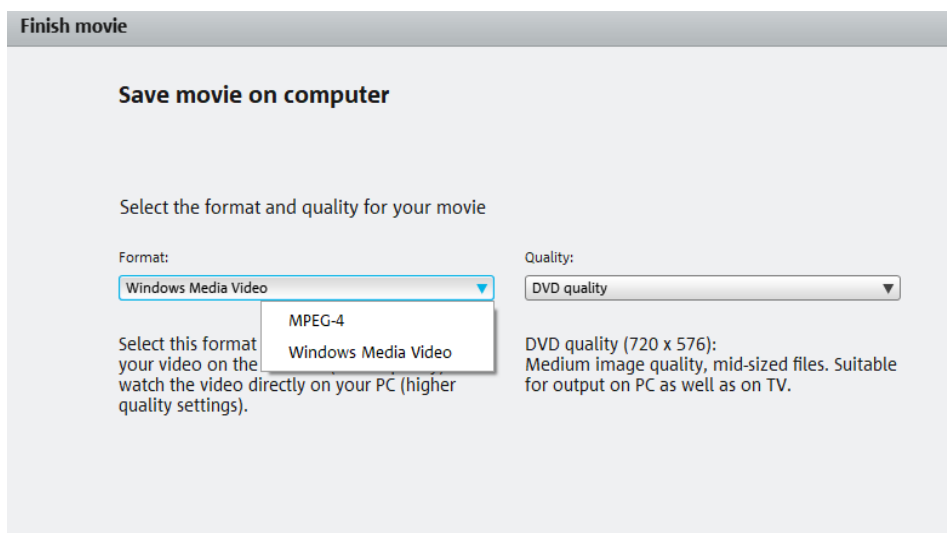 Finish movie
Save movie on computer
Select the format and quality for your movie
Format:
Quality:
Windows Media Video
DVD quality
MPEG-4
Windows Media Video
Select this format
your video on the
watch the video directly on your PC (higher
quality settings).
DVD quality (720 x 576):
Medium image quality, mid-sized files. Suitable
for output on PC as well as on TV.